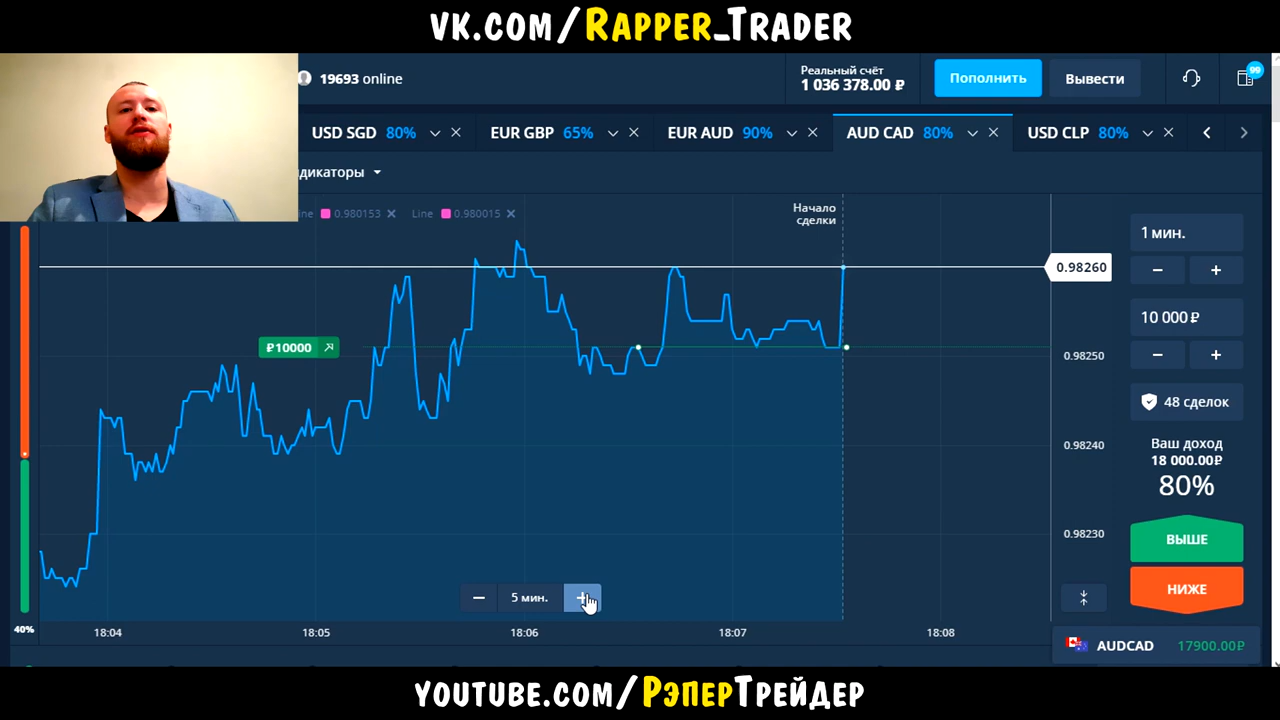 vk.com/Rapper_Trader
19693 online
Реальный счёт
1 036 378.00 ₽
Пополнить
Вывести
99
USD SGD 80%
EUR GBP 65%
EUR AUD 90%
AUD CAD 80%
USD CLP 80%
ндикаторы
ine 0.980153
Line 0.980015
Начало
сделки
1 мин.
0.98260
10 000 ₽
₽10000
0.98250
48 сделок
0.98240
Ваш доход
18 000.00₽
80%
0.98230
ВЫШЕ
НИЖЕ
5 мин.
40%
18:04
18:05
18:06
18:07
18:08
AUDCAD 17900.00₽
youtube.com/РэперТрейдер